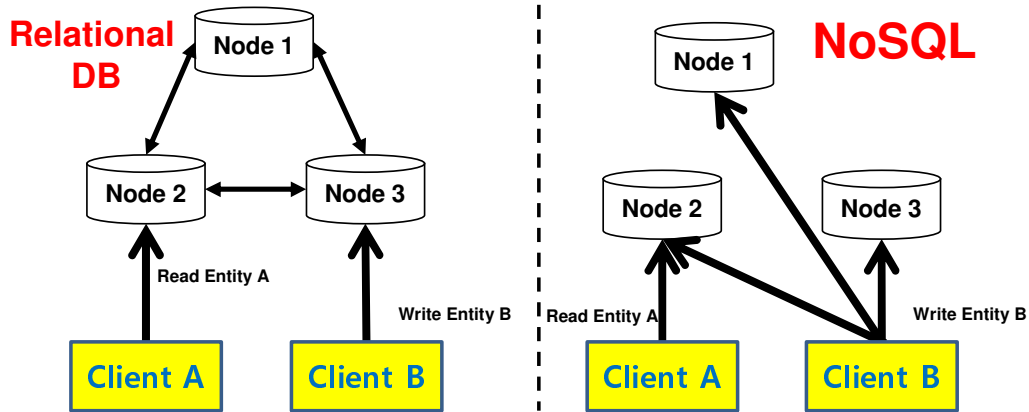 Relational
DB
Node 1
Node 2
Node 3
Read Entity A
Write Entity B
Client A
Client B
NoSQL
Node 1
Node 2
Node 3
Read Entity A
Write Entity B
Client A
Client B